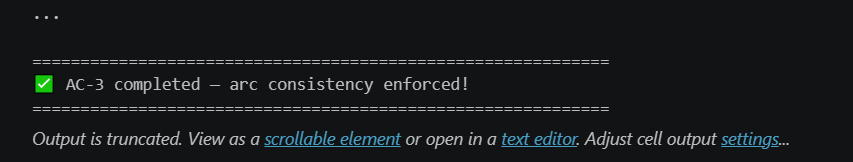 ...
============================================================
✅ AC-3 completed — arc consistency enforced!
============================================================
Output is truncated. View as a scrollable element or open in a text editor. Adjust cell output settings...